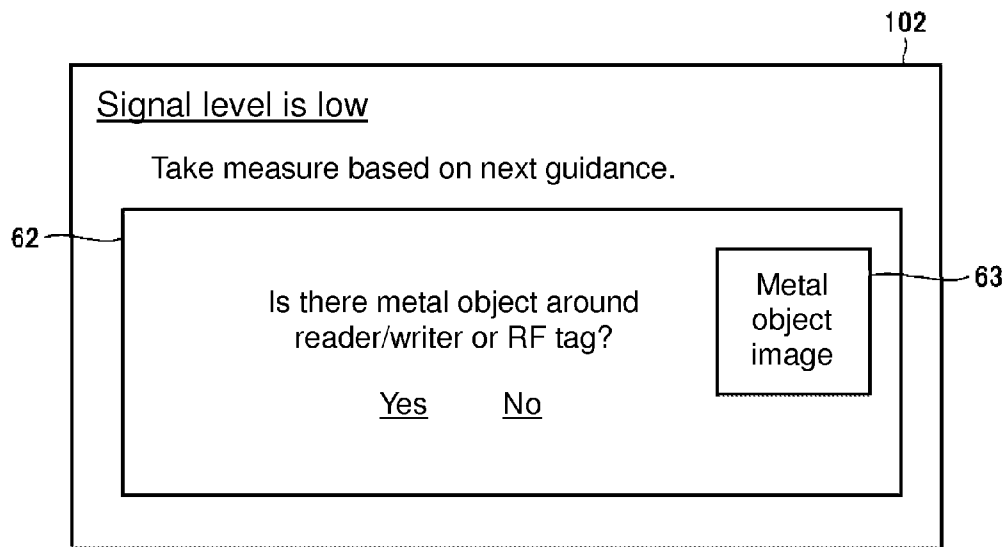 102
Signal level is low
Take measure based on next guidance.
62
63
Metal
object
image
Is there metal object around
reader/writer or RF tag?
Yes No